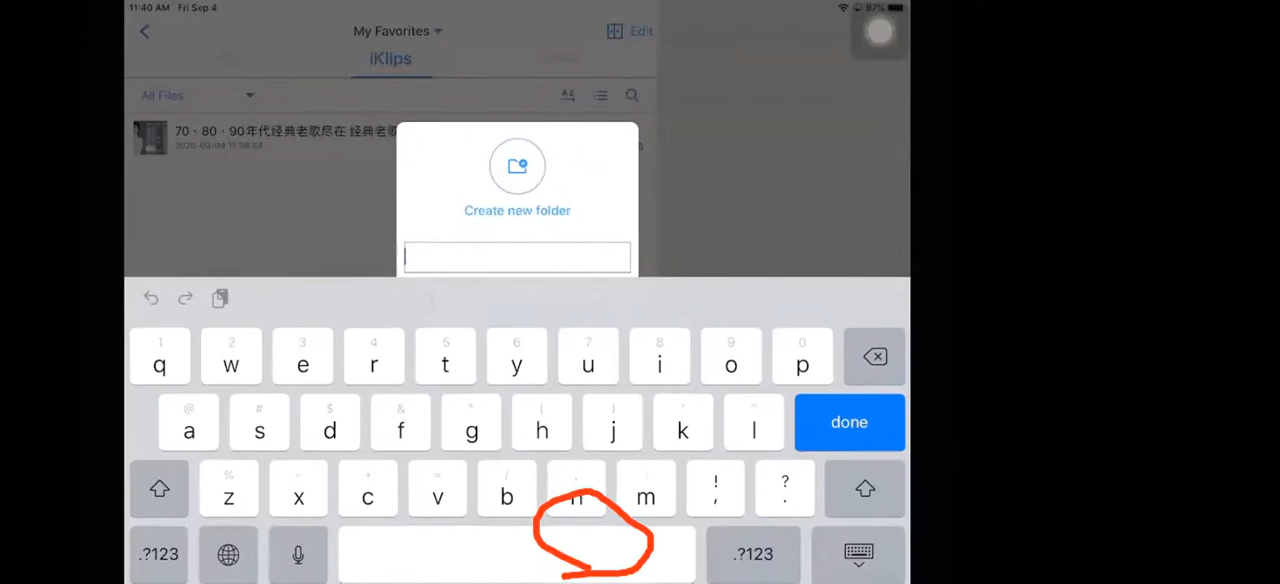 11:40 AM Fri Sep 4
97%
My Favorites
Edit
iKlips
All Files
AZ
70、80、90年代经典老歌尽在 经典老歌
2020-09-04 11:36:54
Create new folder
1 2 3 4 5 6 7 8 9 0
q w e r t y u i o p
@ # $ & * ( ) ' "
a s d f g h j k l done
% - + = / ; : ! ?
z x c v b n m , .
.?123 .?123